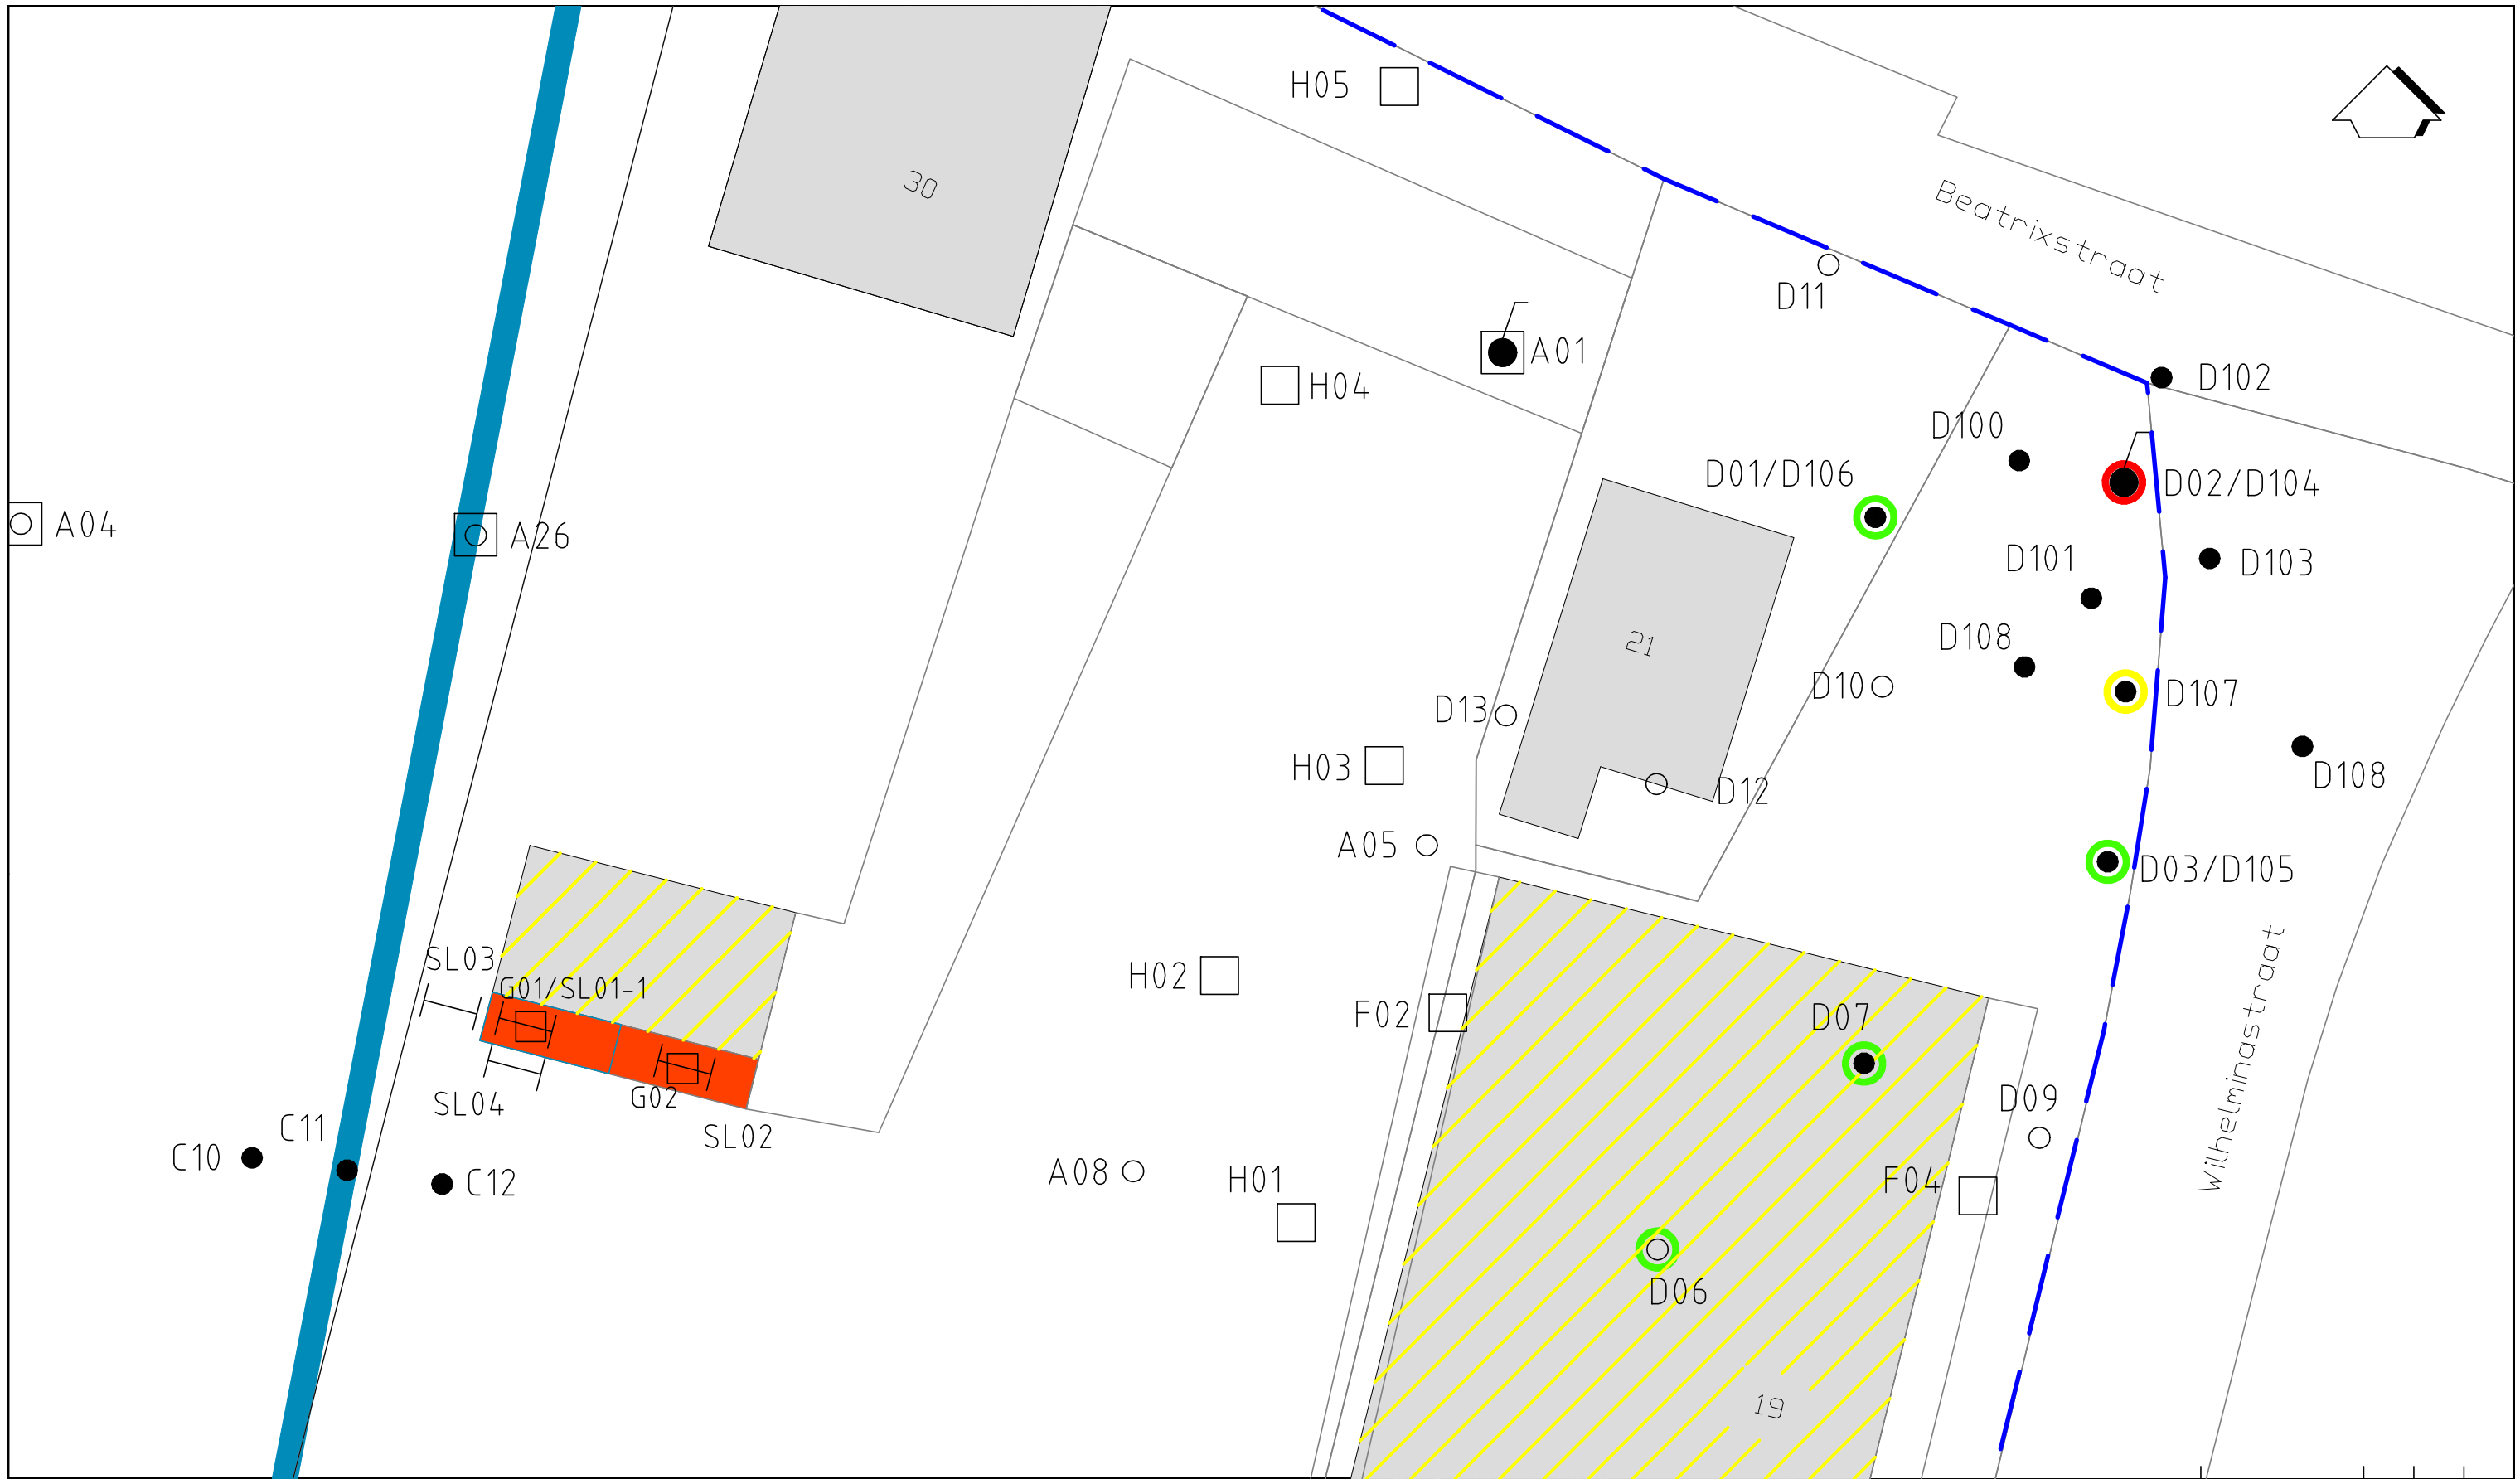 H05
30
Beatrixstraat
D11
A01
H04
D102
D100
D01/D106
D02/D104
A04
A26
D101
D103
21
D108
D10
D107
D13
H03
D12
D108
A05
D03/D105
SL03
G01/SL01-1
H02
F02
D07
Wilhelminastraat
SL04
G02
D09
C11
SL02
C10
C12
A08
H01
F04
D06
19